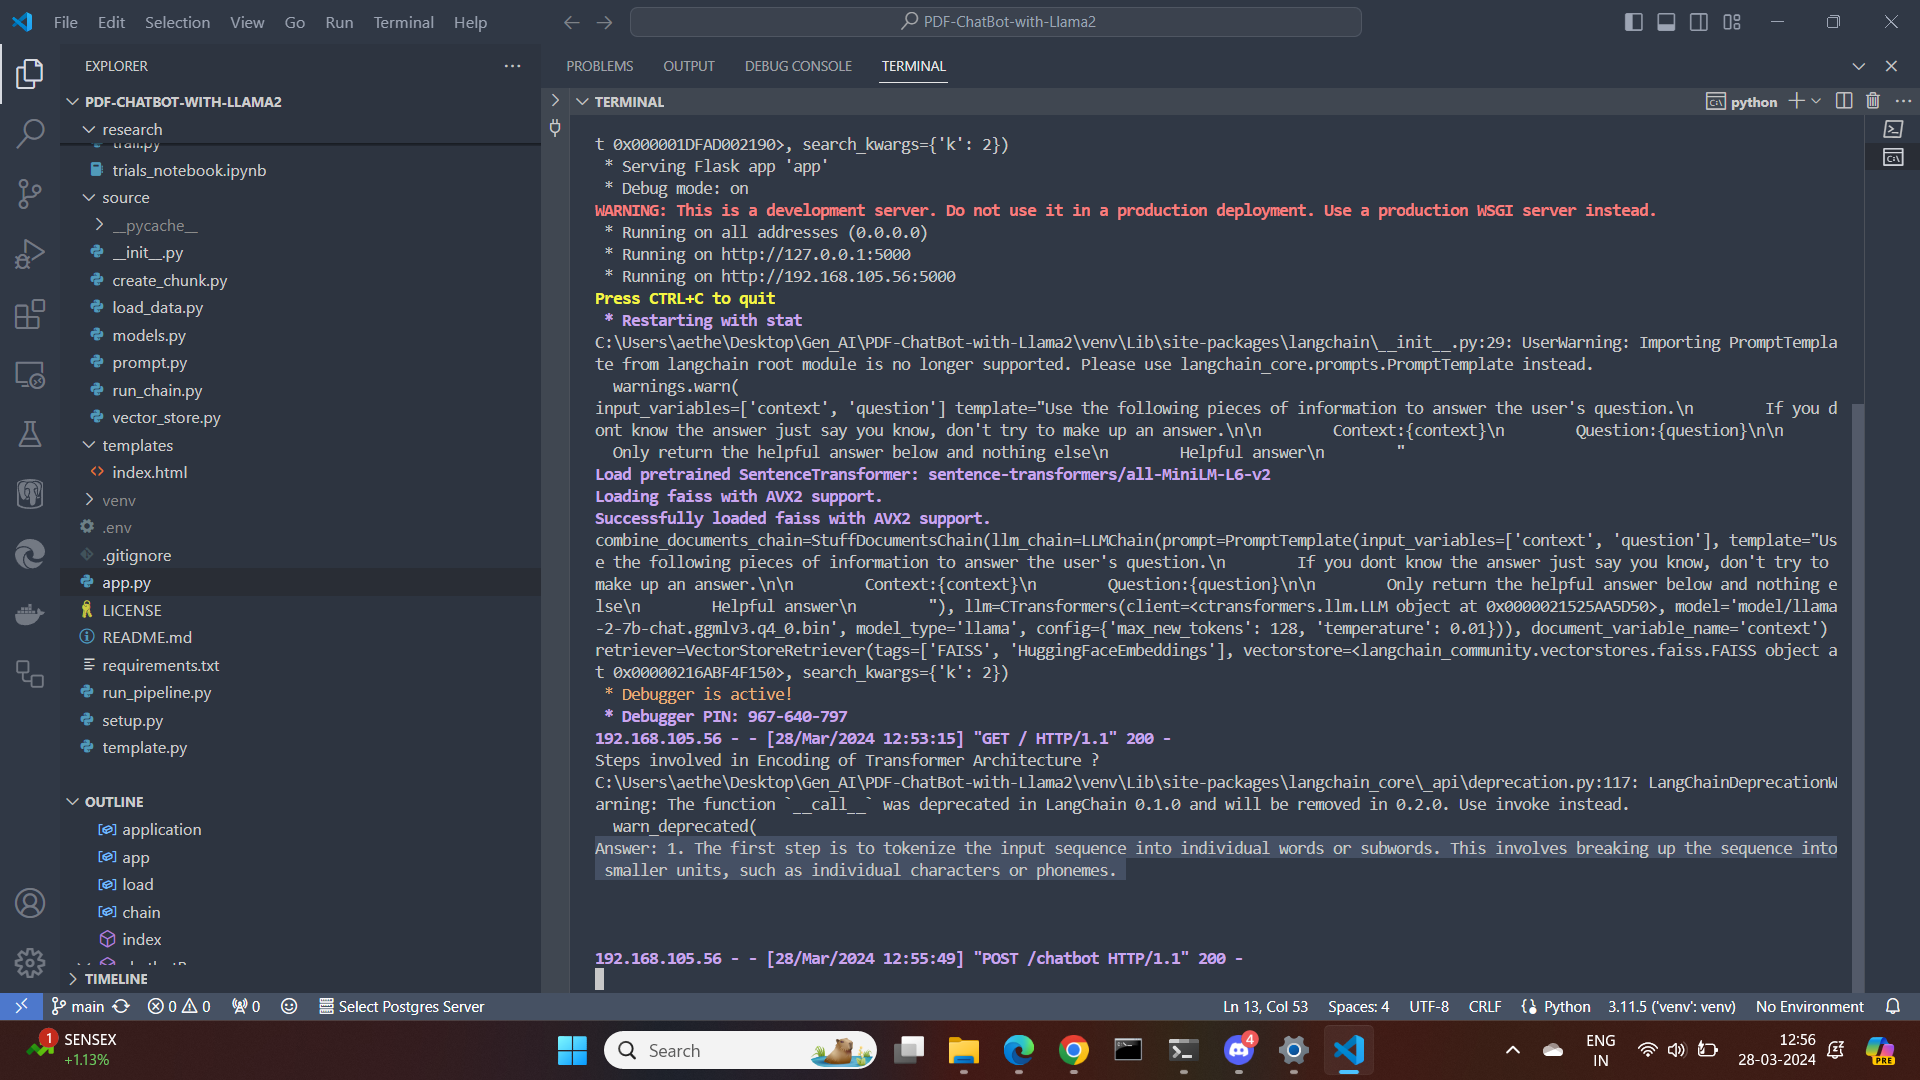 File Edit Selection View Go Run Terminal Help
PDF-ChatBot-with-Llama2
EXPLORER
PDF-CHATBOT-WITH-LLAMA2
research
trail.py
trials_notebook.ipynb
source
__pycache__
__init__.py
create_chunk.py
load_data.py
models.py
prompt.py
run_chain.py
vector_store.py
templates
index.html
venv
.env
.gitignore
app.py
LICENSE
README.md
requirements.txt
run_pipeline.py
setup.py
template.py
OUTLINE
application
app
load
chain
index
TIMELINE
PROBLEMS OUTPUT DEBUG CONSOLE TERMINAL
TERMINAL
python
t 0x000001DFAD002190>, search_kwargs={'k': 2})
* Serving Flask app 'app'
* Debug mode: on
WARNING: This is a development server. Do not use it in a production deployment. Use a production WSGI server instead.
* Running on all addresses (0.0.0.0)
* Running on http://127.0.0.1:5000
* Running on http://192.168.105.56:5000
Press CTRL+C to quit
* Restarting with stat
C:\Users\aethe\Desktop\Gen_AI\PDF-ChatBot-with-Llama2\venv\Lib\site-packages\langchain\__init__.py:29: UserWarning: Importing PromptTempla
te from langchain root module is no longer supported. Please use langchain_core.prompts.PromptTemplate instead.
warnings.warn(
input_variables=['context', 'question'] template="Use the following pieces of information to answer the user's question.\n        If you d
ont know the answer just say you know, don't try to make up an answer.\n\n        Context:{context}\n        Question:{question}\n\n
Only return the helpful answer below and nothing else\n        Helpful answer\n        "
Load pretrained SentenceTransformer: sentence-transformers/all-MiniLM-L6-v2
Loading faiss with AVX2 support.
Successfully loaded faiss with AVX2 support.
combine_documents_chain=StuffDocumentsChain(llm_chain=LLMChain(prompt=PromptTemplate(input_variables=['context', 'question'], template="Us
e the following pieces of information to answer the user's question.\n        If you dont know the answer just say you know, don't try to
make up an answer.\n\n        Context:{context}\n        Question:{question}\n\n        Only return the helpful answer below and nothing e
lse\n        Helpful answer\n        "), llm=CTransformers(client=<ctransformers.llm.LLM object at 0x0000021525AA5D50>, model='model/llama
-2-7b-chat.ggmlv3.q4_0.bin', model_type='llama', config={'max_new_tokens': 128, 'temperature': 0.01})), document_variable_name='context')
retriever=VectorStoreRetriever(tags=['FAISS', 'HuggingFaceEmbeddings'], vectorstore=<langchain_community.vectorstores.faiss.FAISS object a
t 0x00000216ABF4F150>, search_kwargs={'k': 2})
* Debugger is active!
* Debugger PIN: 967-640-797
192.168.105.56 - - [28/Mar/2024 12:53:15] "GET / HTTP/1.1" 200 -
Steps involved in Encoding of Transformer Architecture ?
C:\Users\aethe\Desktop\Gen_AI\PDF-ChatBot-with-Llama2\venv\Lib\site-packages\langchain_core\_api\deprecation.py:117: LangChainDeprecationW
arning: The function `__call__` was deprecated in LangChain 0.1.0 and will be removed in 0.2.0. Use invoke instead.
warn_deprecated(
Answer: 1. The first step is to tokenize the input sequence into individual words or subwords. This involves breaking up the sequence into
smaller units, such as individual characters or phonemes.
192.168.105.56 - - [28/Mar/2024 12:55:49] "POST /chatbot HTTP/1.1" 200 -
main 0 0 0 Select Postgres Server Ln 13, Col 53 Spaces: 4 UTF-8 CRLF Python 3.11.5 ('venv': venv) No Environment
1 SENSEX
+1.13%
Search
4
ENG
IN
12:56
28-03-2024
PRE